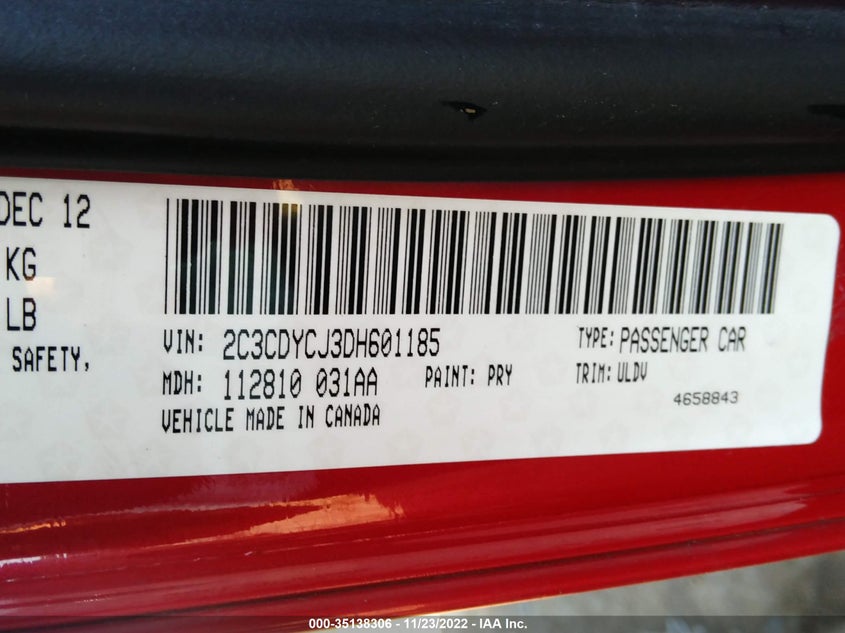 DEC 12
KG
LB
SAFETY,
VIN: 2C3CDYCJ3DH601185
TYPE: PASSENGER CAR
MDH: 112810 031AA
PAINT: PRY
TRIM: ULDV
4658843
VEHICLE MADE IN CANADA
000-35138306 - 11/23/2022 - IAA Inc.